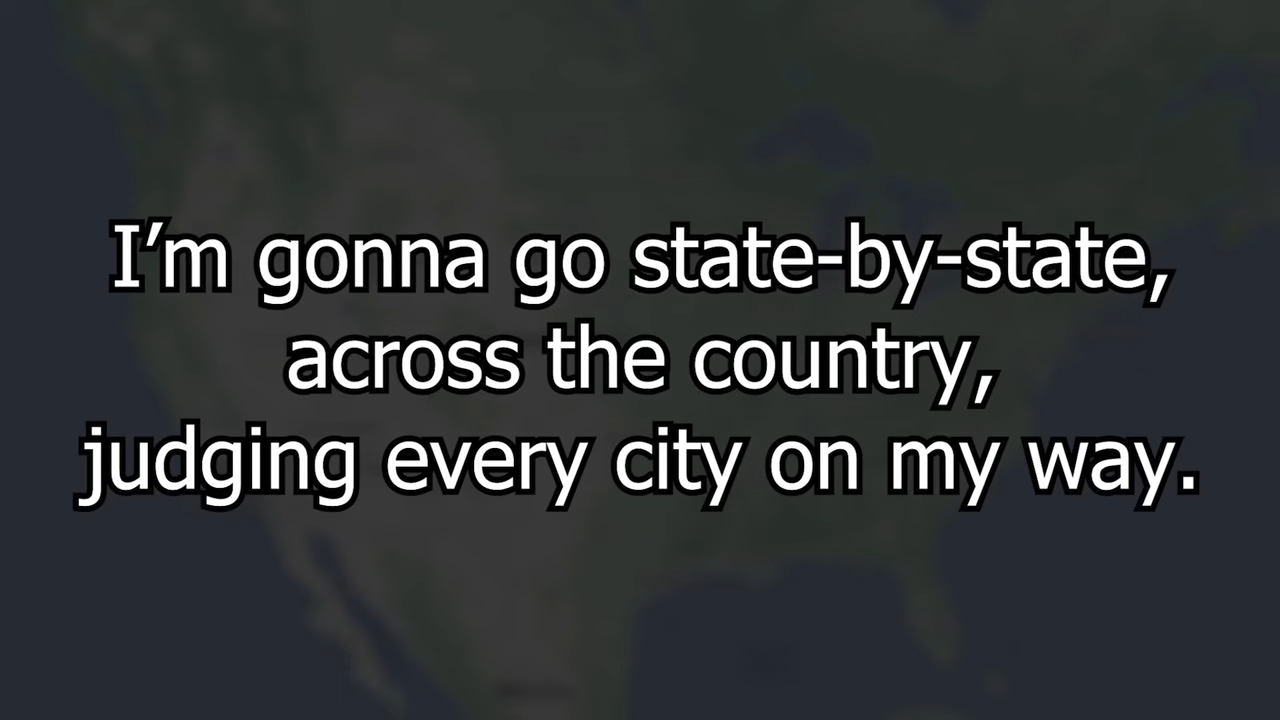 I’m gonna go state-by-state,
across the country,
judging every city on my way.